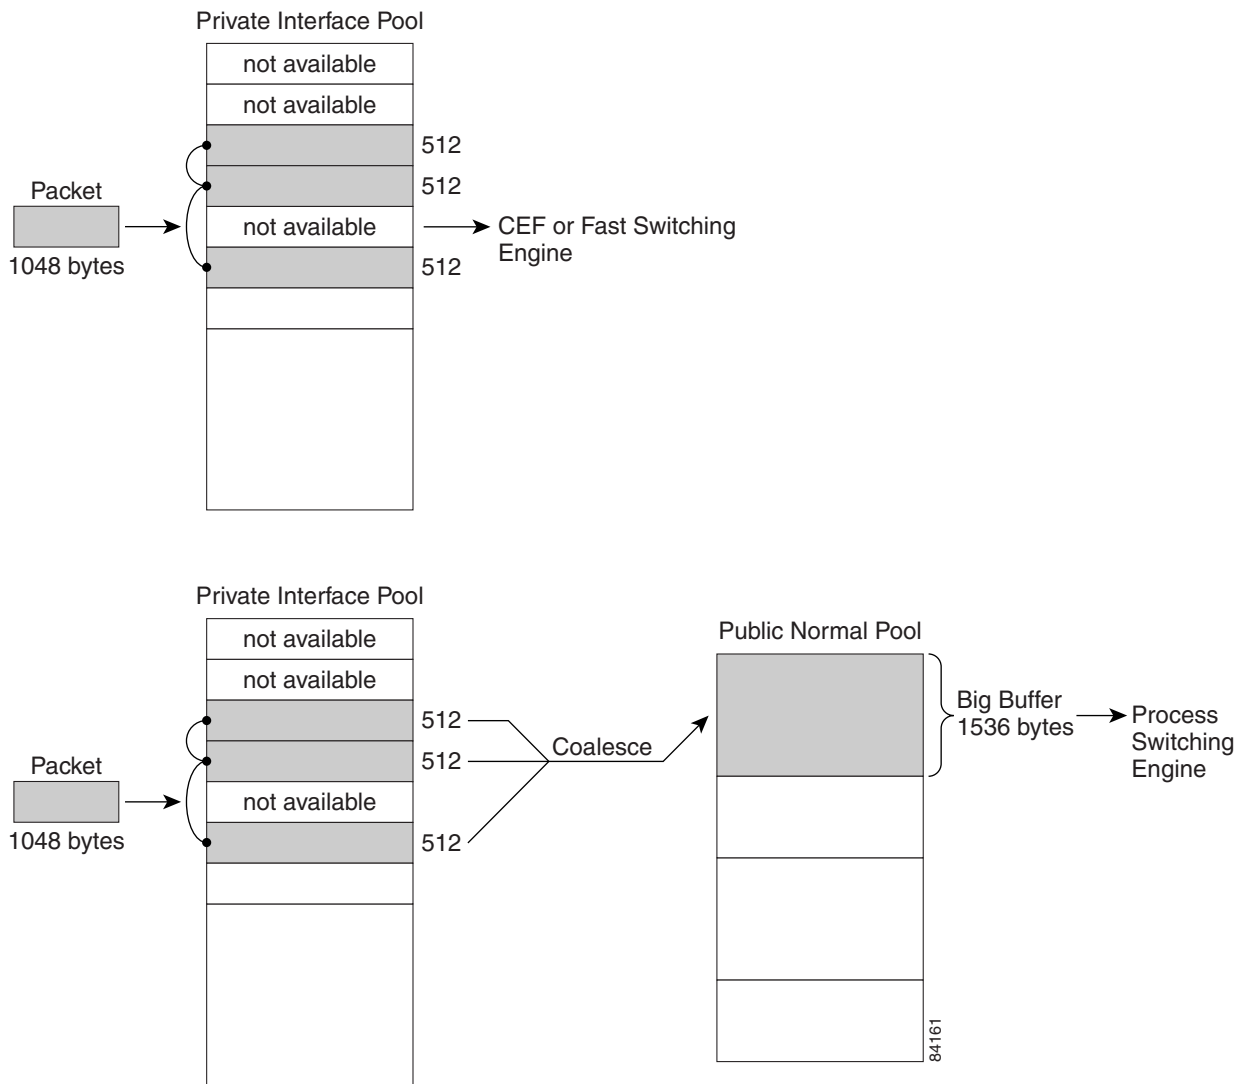 Private Interface Pool
not available
not available
512
512
Packet
not available
CEF or Fast Switching
Engine
1048 bytes
512
Private Interface Pool
not available
Public Normal Pool
not available
512
Big Buffer
1536 bytes
Process
Switching
Engine
Coalesce
512
Packet
not available
1048 bytes
512
84161